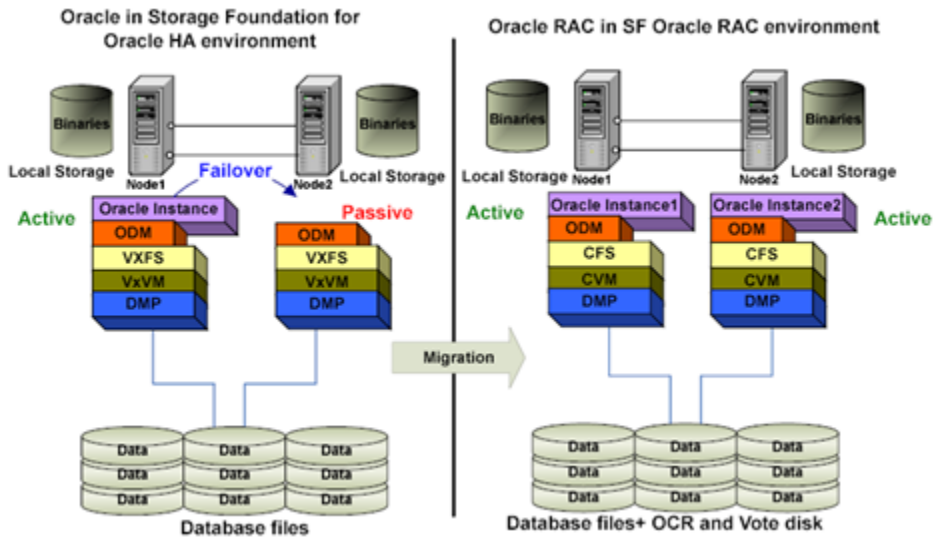 Oracle in Storage Foundation for
Oracle HA environment
Binaries
Local Storage
Node1
Failover
Node2
Binaries
Local Storage
Active
Oracle Instance
ODM
VXFS
VxVM
DMP
Passive
ODM
VXFS
VxVM
DMP
Data Data Data
Data Data Data
Data Data Data
Database files
Migration
Oracle RAC in SF Oracle RAC environment
Binaries
Local Storage
Node1
Node2
Binaries
Local Storage
Active
Oracle Instance1
ODM
CFS
CVM
DMP
Oracle Instance2
Active
ODM
CFS
CVM
DMP
Data Data Data
Data Data Data
Data Data Data
Database files+ OCR and Vote disk